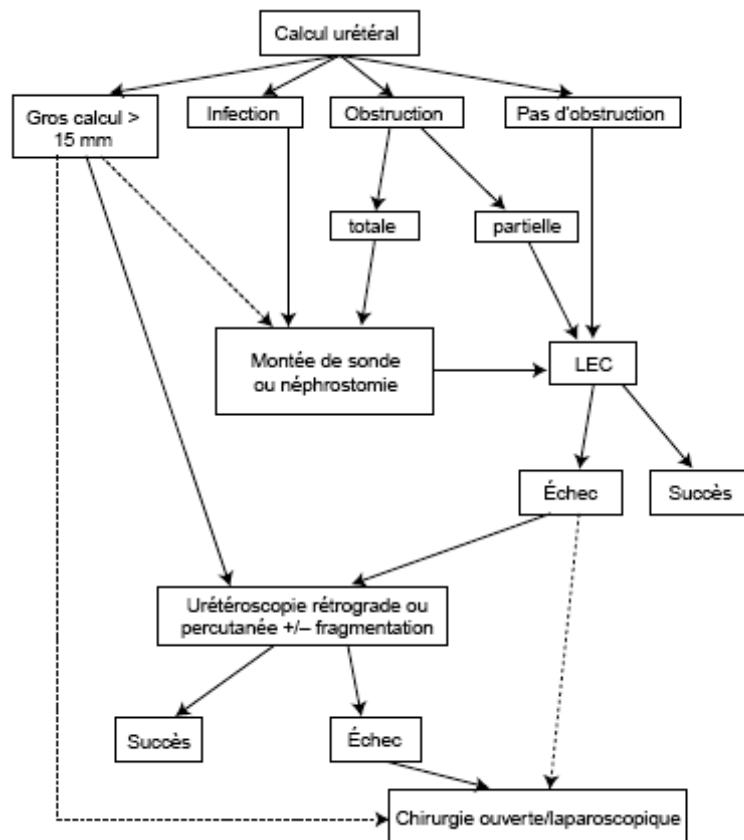 Calcul urétéral
Gros calcul >
15 mm
Infection
Obstruction
Pas d'obstruction
totale
partielle
Montée de sonde
ou néphrostomie
LEC
Échec
Succès
Urétéroscopie rétrograde ou
percutanée +/– fragmentation
Succès
Échec
Chirurgie ouverte/laparoscopique